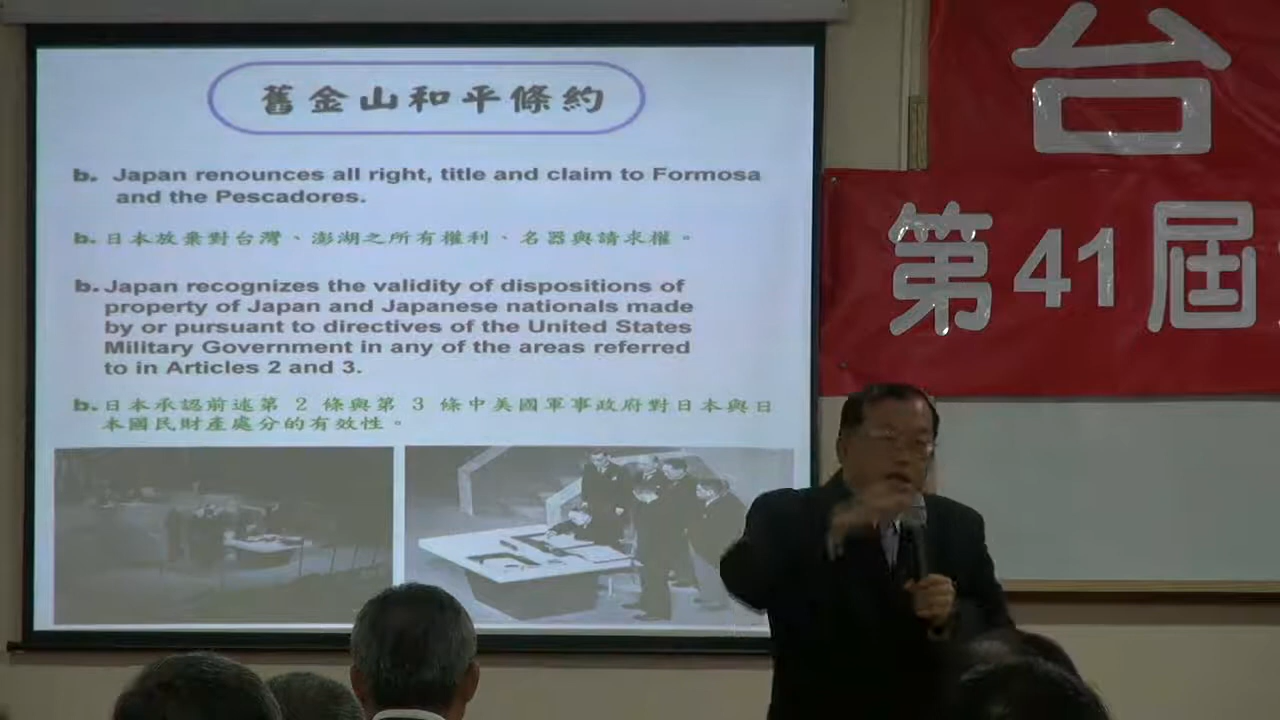 舊金山和平條約
b. Japan renounces all right, title and claim to Formosa
and the Pescadores.
b. 日本放棄對台灣、澎湖之所有權利、名器與請求權。
b. Japan recognizes the validity of dispositions of
property of Japan and Japanese nationals made
by or pursuant to directives of the United States
Military Government in any of the areas referred
to in Articles 2 and 3.
b. 日本承認前述第 2 條與第 3 條中美國軍事政府對日本與日
本國民財產處分的有效性。
台
第41屆